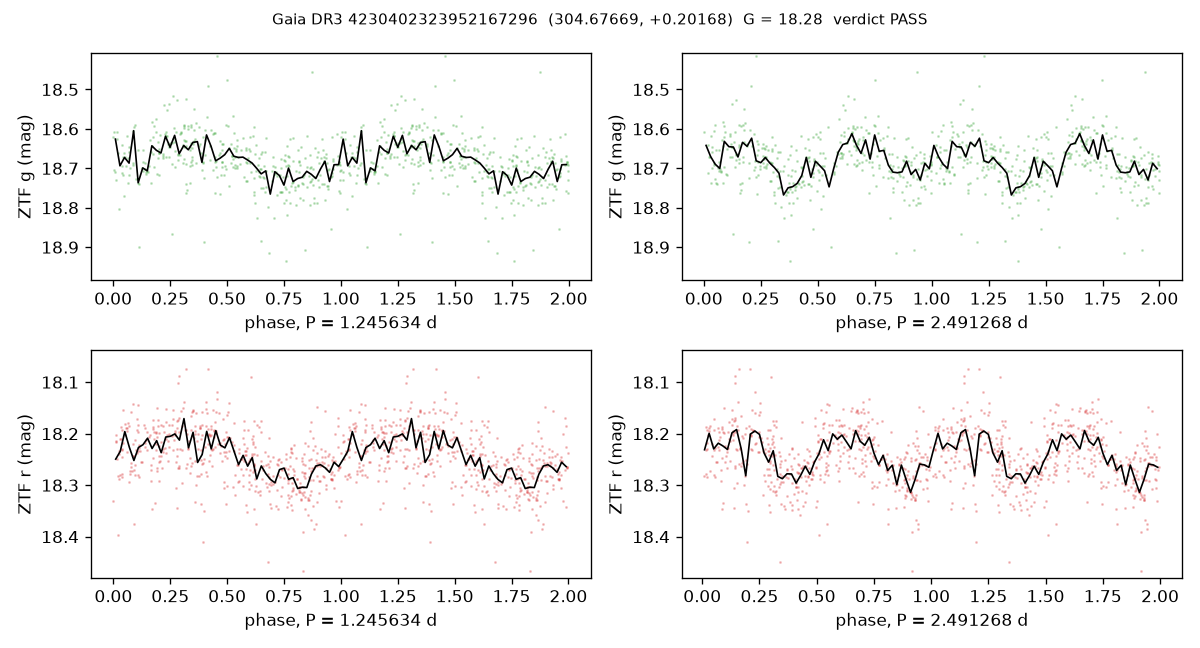 Gaia DR3 4230402323952167296  (304.67669, +0.20168)  G = 18.28  verdict PASS
ZTF g (mag)
18.5
18.6
18.7
18.8
18.9
0.00 0.25 0.50 0.75 1.00 1.25 1.50 1.75 2.00
phase, P = 1.245634 d
ZTF g (mag)
18.5
18.6
18.7
18.8
18.9
0.00 0.25 0.50 0.75 1.00 1.25 1.50 1.75 2.00
phase, P = 2.491268 d
ZTF r (mag)
18.1
18.2
18.3
18.4
0.00 0.25 0.50 0.75 1.00 1.25 1.50 1.75 2.00
phase, P = 1.245634 d
ZTF r (mag)
18.1
18.2
18.3
18.4
0.00 0.25 0.50 0.75 1.00 1.25 1.50 1.75 2.00
phase, P = 2.491268 d